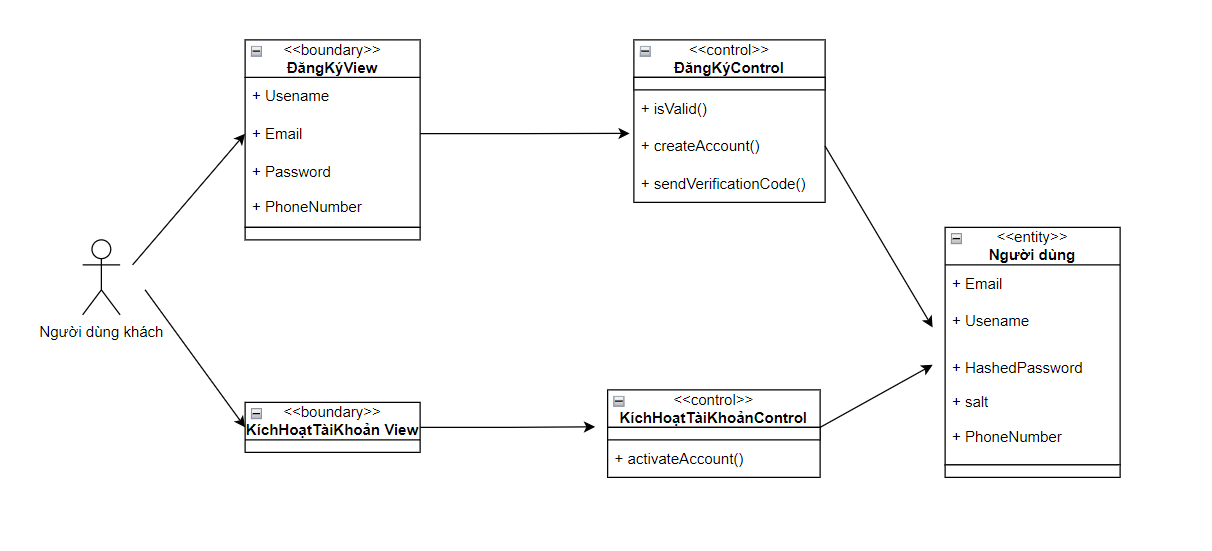 <<boundary>>
ĐăngKýView
+ Usename
+ Email
+ Password
+ PhoneNumber
<<control>>
ĐăngKýControl
+ isValid()
+ createAccount()
+ sendVerificationCode()
Người dùng khách
<<entity>>
Người dùng
+ Email
+ Usename
+ HashedPassword
+ salt
+ PhoneNumber
<<boundary>>
KíchHoạtTàiKhoản View
<<control>>
KíchHoạtTàiKhoảnControl
+ activateAccount()